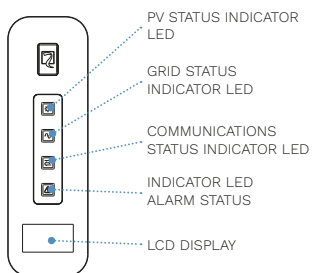 PV STATUS INDICATOR
LED
GRID STATUS
INDICATOR LED
COMMUNICATIONS
STATUS INDICATOR LED
INDICATOR LED
ALARM STATUS
LCD DISPLAY